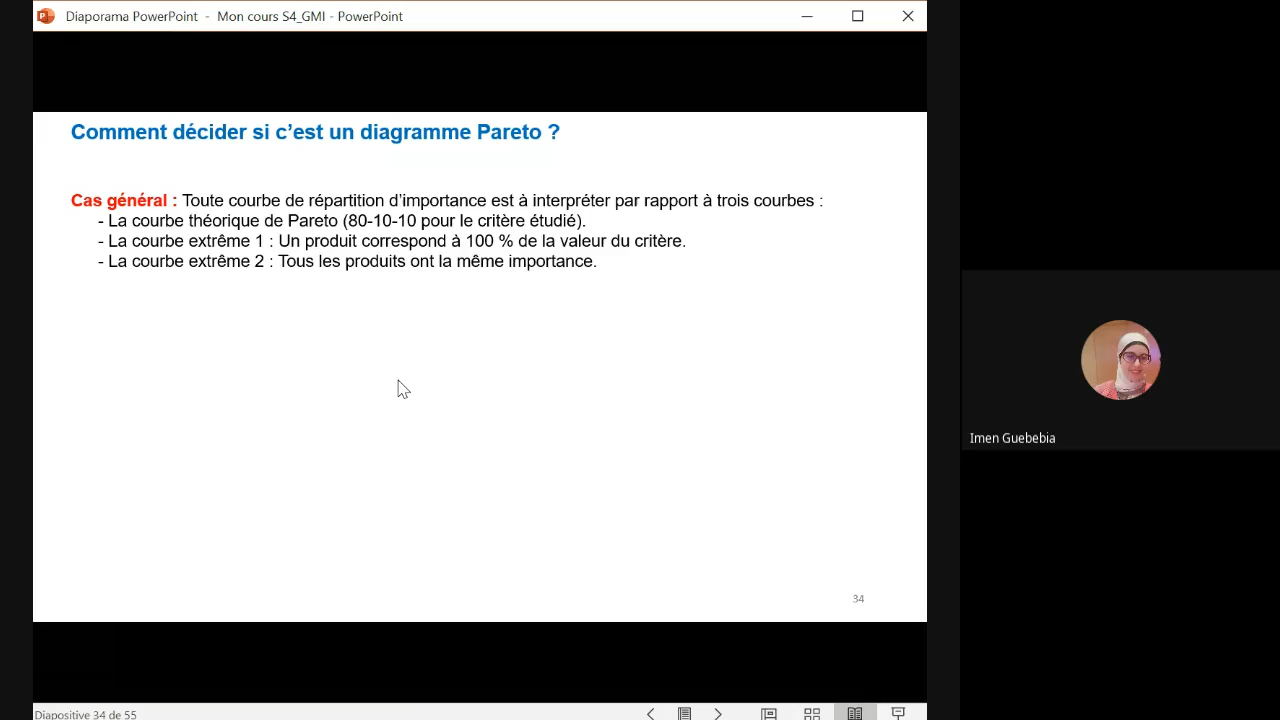 Diaporama PowerPoint - Mon cours S4_GMI - PowerPoint
Comment décider si c’est un diagramme Pareto ?
Cas général : Toute courbe de répartition d’importance est à interpréter par rapport à trois courbes :
- La courbe théorique de Pareto (80-10-10 pour le critère étudié).
- La courbe extrême 1 : Un produit correspond à 100 % de la valeur du critère.
- La courbe extrême 2 : Tous les produits ont la même importance.
34
Imen Guebebia
Diapositive 34 de 55